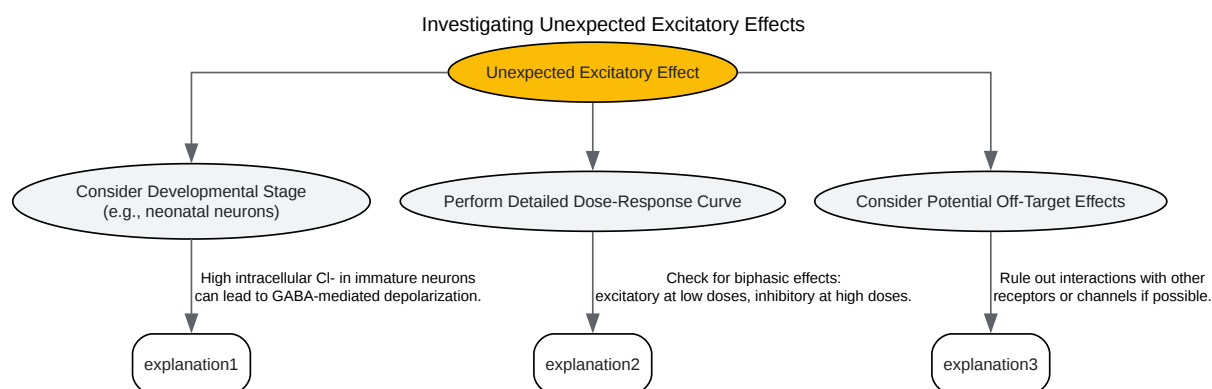 Investigating Unexpected Excitatory Effects
Unexpected Excitatory Effect
Consider Developmental Stage
(e.g., neonatal neurons)
Perform Detailed Dose-Response Curve
Consider Potential Off-Target Effects
High intracellular Cl- in immature neurons
can lead to GABA-mediated depolarization.
Check for biphasic effects:
excitatory at low doses, inhibitory at high doses.
Rule out interactions with other
receptors or channels if possible.
explanation1
explanation2
explanation3